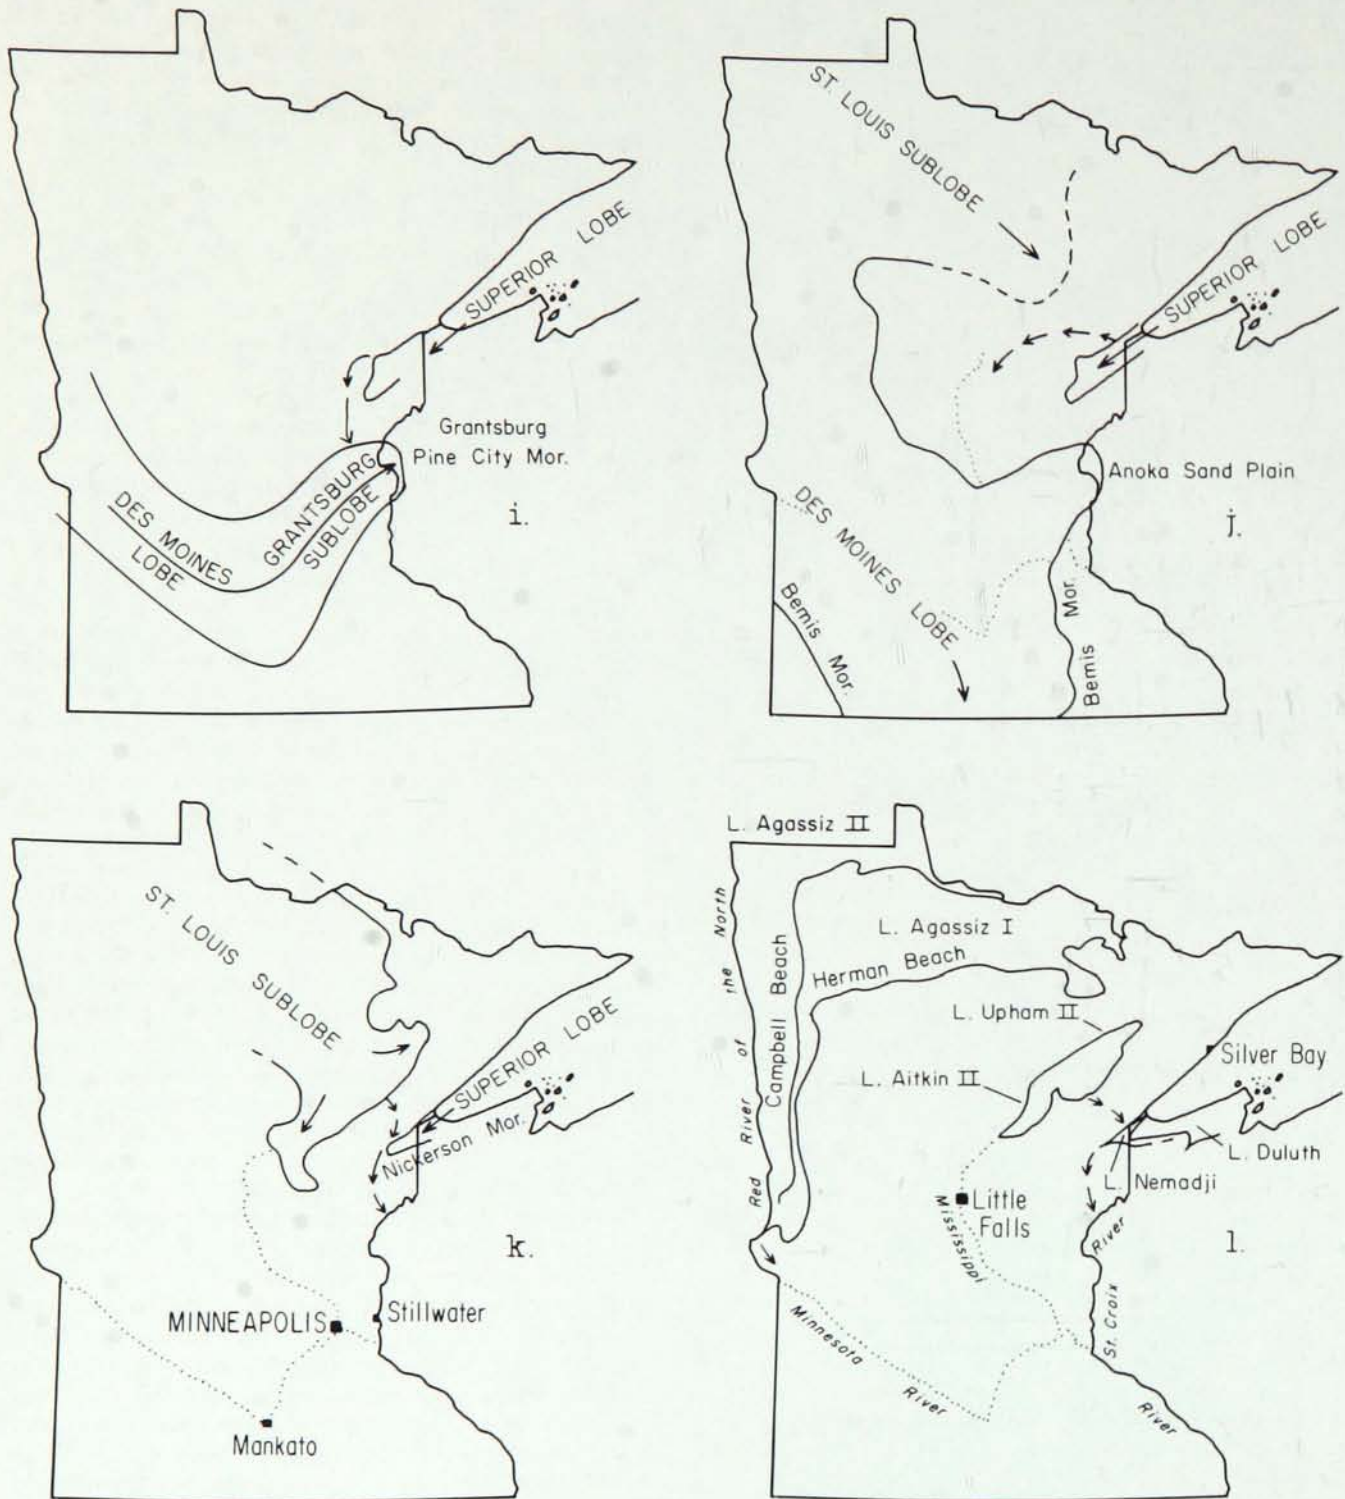 SUPERIOR LOBE
Grantsburg
Pine City Mor.
GRANTSBURG
SUBLOBE
DES MOINES
LOBE
i.
ST. LOUIS SUBLOBE
SUPERIOR LOBE
Anoka Sand Plain
j.
DES MOINES LOBE
Bemis Mor.
Bemis Mor.
ST. LOUIS
SUBLOBE
SUPERIOR LOBE
Nickerson Mor.
k.
MINNEAPOLIS
Stillwater
Mankato
L. Agassiz II
Red River of the North
Campbell Beach
L. Agassiz I
Herman Beach
L. Upham II
L. Aitkin II
Silver Bay
L. Duluth
L. Nemadji
Little
Falls
Mississippi
l.
St. Croix River
Minnesota River
River